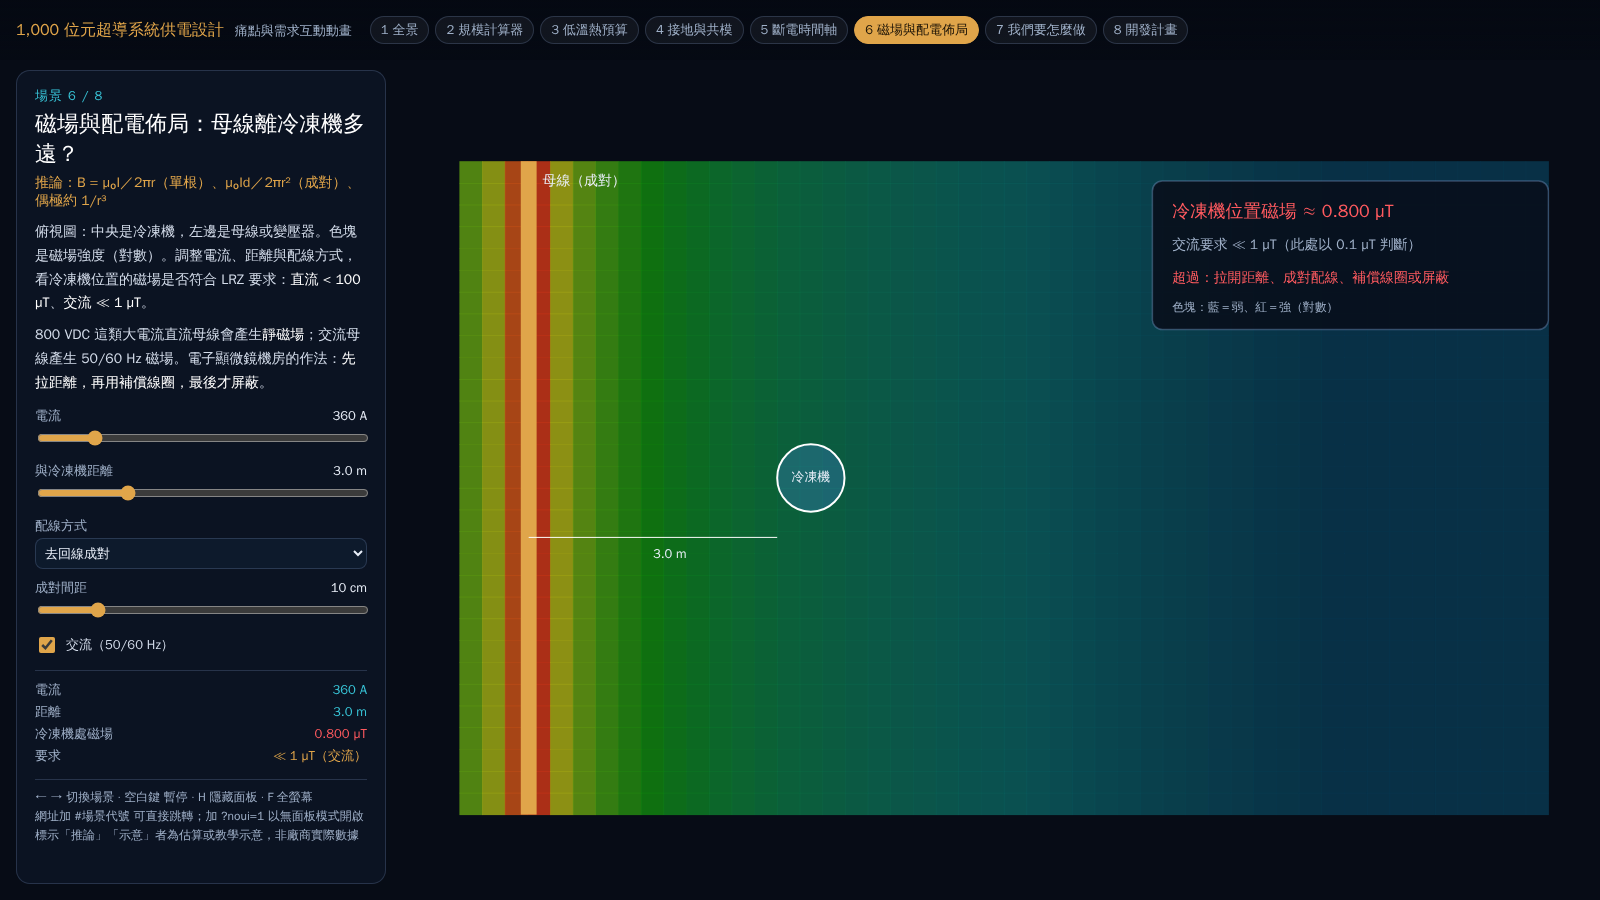 1,000 位元超導系統供電設計 痛點與需求互動動畫 1 全景 2 規模計算器 3 低溫熱預算 4 接地與共模 5 斷電時間軸 6 磁場與配電佈局 7 我們要怎麼做 8 開發計畫
場景 6 / 8
磁場與配電佈局：母線離冷凍機多
遠？
推論：B = μ₀I／2πr（單根）、μ₀Id／2πr²（成對）、
偶極約 1/r³
俯視圖：中央是冷凍機，左邊是母線或變壓器。色塊
是磁場強度（對數）。調整電流、距離與配線方式，
看冷凍機位置的磁場是否符合 LRZ 要求：直流 < 100
μT、交流 ≪ 1 μT。
800 VDC 這類大電流直流母線會產生靜磁場；交流母
線產生 50/60 Hz 磁場。電子顯微鏡機房的作法：先
拉距離，再用補償線圈，最後才屏蔽。
電流 360 A
與冷凍機距離 3.0 m
配線方式
去回線成對
成對間距 10 cm
交流（50/60 Hz）
電流 360 A
距離 3.0 m
冷凍機處磁場 0.800 μT
要求 ≪ 1 μT（交流）
← → 切換場景 · 空白鍵 暫停 · H 隱藏面板 · F 全螢幕
網址加 #場景代號 可直接跳轉；加 ?noui=1 以無面板模式開啟
標示「推論」「示意」者為估算或教學示意，非廠商實際數據
母線（成對）
冷凍機
3.0 m
冷凍機位置磁場 ≈ 0.800 μT
交流要求 ≪ 1 μT（此處以 0.1 μT 判斷）
超過：拉開距離、成對配線、補償線圈或屏蔽
色塊：藍＝弱、紅＝強（對數）